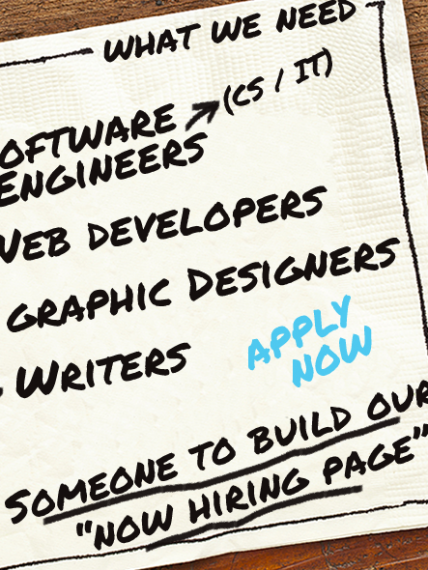 WHAT WE NEED
OFTWARE → (CS / IT)
ENGINEERS
WEB DEVELOPERS
GRAPHIC DESIGNERS
WRITERS
APPLY
NOW
SOMEONE TO BUILD OUR
"NOW HIRING PAGE"